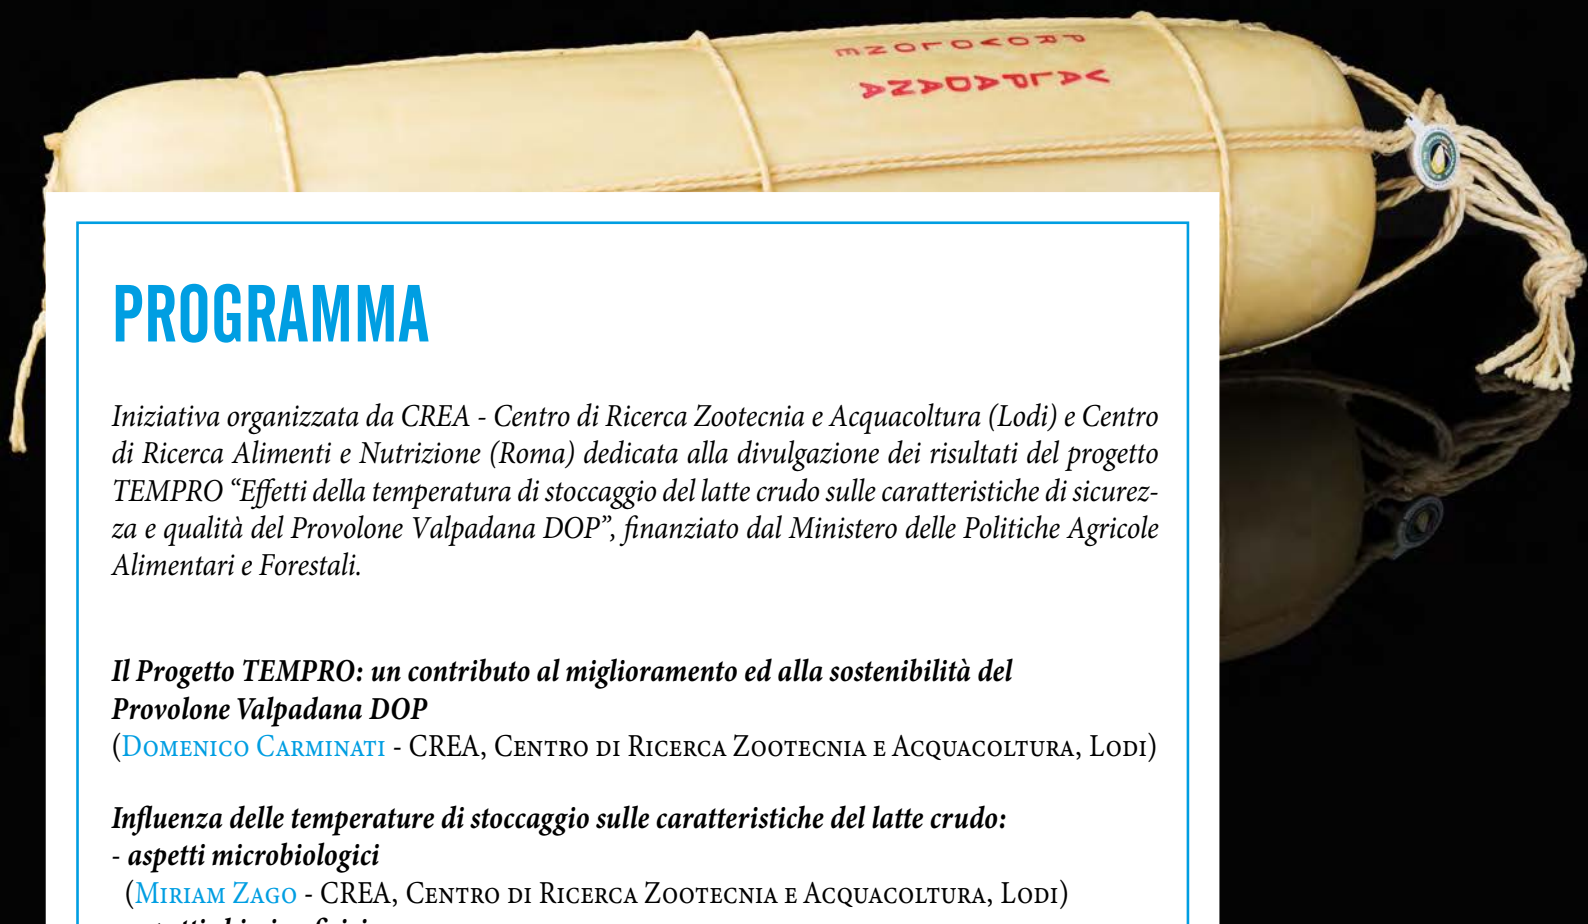 PROVOLONE
VALPADANA
PROGRAMMA
Iniziativa organizzata da CREA - Centro di Ricerca Zootecnia e Acquacoltura (Lodi) e Centro
di Ricerca Alimenti e Nutrizione (Roma) dedicata alla divulgazione dei risultati del progetto
TEMPRO “Effetti della temperatura di stoccaggio del latte crudo sulle caratteristiche di sicurez-
za e qualità del Provolone Valpadana DOP”, finanziato dal Ministero delle Politiche Agricole
Alimentari e Forestali.
Il Progetto TEMPRO: un contributo al miglioramento ed alla sostenibilità del
Provolone Valpadana DOP
(Domenico Carminati - CREA, Centro di Ricerca Zootecnia e Acquacoltura, Lodi)
Influenza delle temperature di stoccaggio sulle caratteristiche del latte crudo:
- aspetti microbiologici
(Miriam Zago - CREA, Centro di Ricerca Zootecnia e Acquacoltura, Lodi)